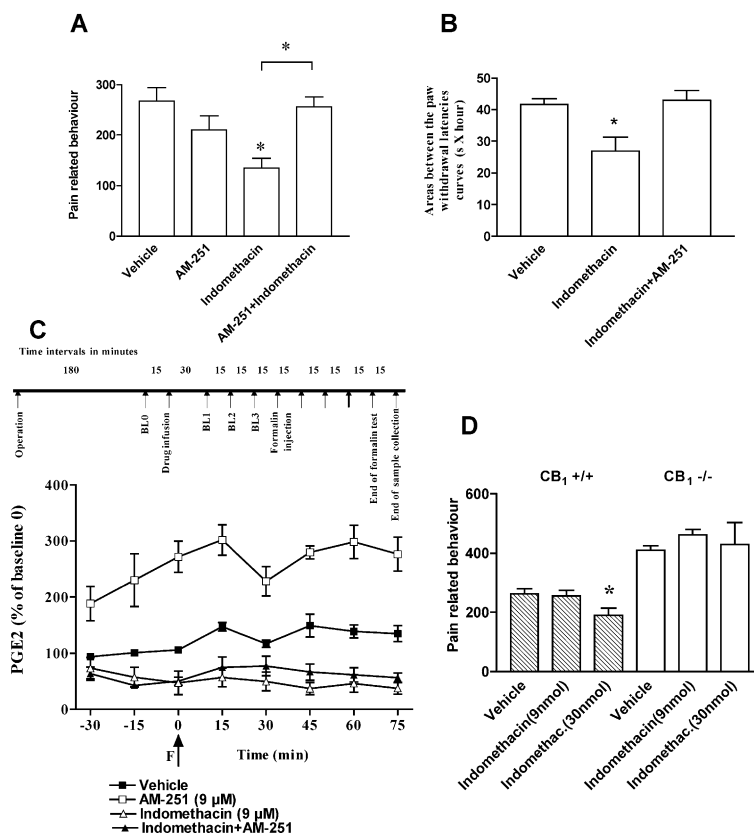 A
*
300
200
100
0
Pain related behaviour
*
Vehicle
AM-251
Indomethacin
AM-251+Indomethacin
B
50
40
30
20
10
0
Areas between the paw
withdrawal latencies
curves (s X hour)
*
Vehicle
Indomethacin
Indomethacin+AM-251
C
Time intervals in minutes
180 15 30 15 15 15 15 15 15 15 15
Operation
BL0
Drug infusion
BL1
BL2
BL3
Formalin
injection
End of formalin test
End of sample collection
400
300
200
100
0
PGE2 (% of baseline 0)
-30 -15 0 15 30 45 60 75
F
Time (min)
Vehicle
AM-251 (9 µM)
Indomethacin (9 µM)
Indomethacin+AM-251
D
CB1 +/+ CB1 -/-
600
400
200
0
Pain related behaviour
*
Vehicle
Indomethacin(9nmol)
Indomethac.(30nmol)
Vehicle
Indomethacin(9nmol)
Indomethac.(30nmol)